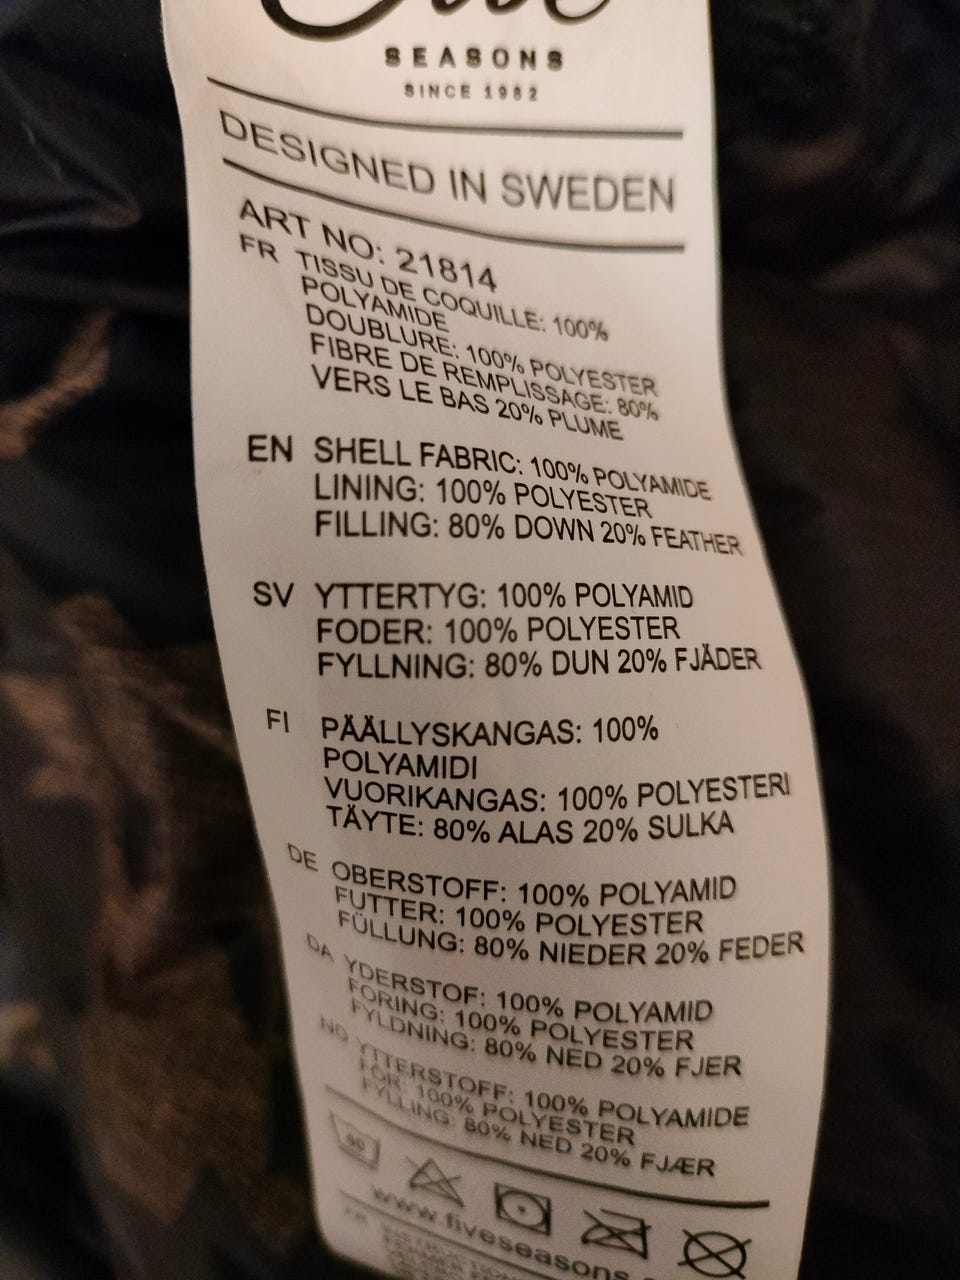 SEASONS
SINCE 1982
DESIGNED IN SWEDEN
ART NO: 21814
FR TISSU DE COQUILLE: 100%
POLYAMIDE
DOUBLURE: 100% POLYESTER
FIBRE DE REMPLISSAGE: 80%
VERS LE BAS 20% PLUME
EN SHELL FABRIC: 100% POLYAMIDE
LINING: 100% POLYESTER
FILLING: 80% DOWN 20% FEATHER
SV YTTERTYG: 100% POLYAMID
FODER: 100% POLYESTER
FYLLNING: 80% DUN 20% FJÄDER
FI PÄÄLLYSKANGAS: 100%
POLYAMIDI
VUORIKANGAS: 100% POLYESTERI
TÄYTE: 80% ALAS 20% SULKA
DE OBERSTOFF: 100% POLYAMID
FUTTER: 100% POLYESTER
FÜLLUNG: 80% NIEDER 20% FEDER
DA YDERSTOF: 100% POLYAMID
FORING: 100% POLYESTER
FYLDNING: 80% NED 20% FJER
NO YTTERSTOFF: 100% POLYAMIDE
FÔR: 100% POLYESTER
FYLLING: 80% NED 20% FJÆR
www.fiveseasons.